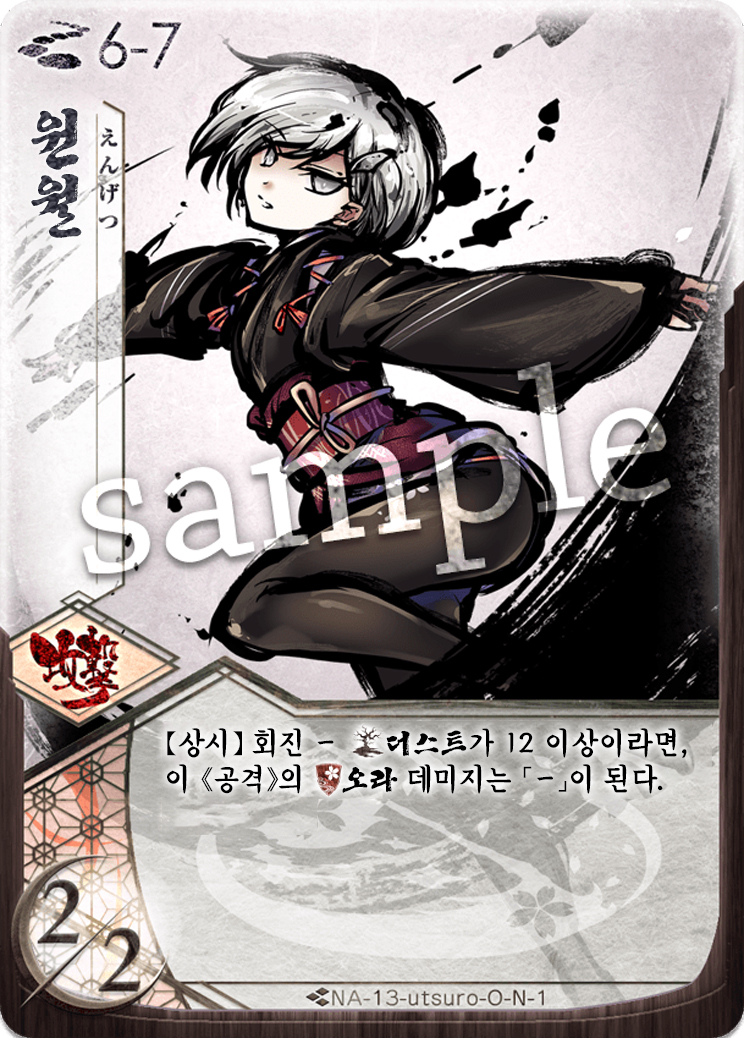 6-7
원월
えんげつ
sample
攻撃
【상시】회진 - 더스트가 12 이상이라면,
이 《공격》의 오라 데미지는 「-」이 된다.
2/2
NA-13-utsuro-O-N-1